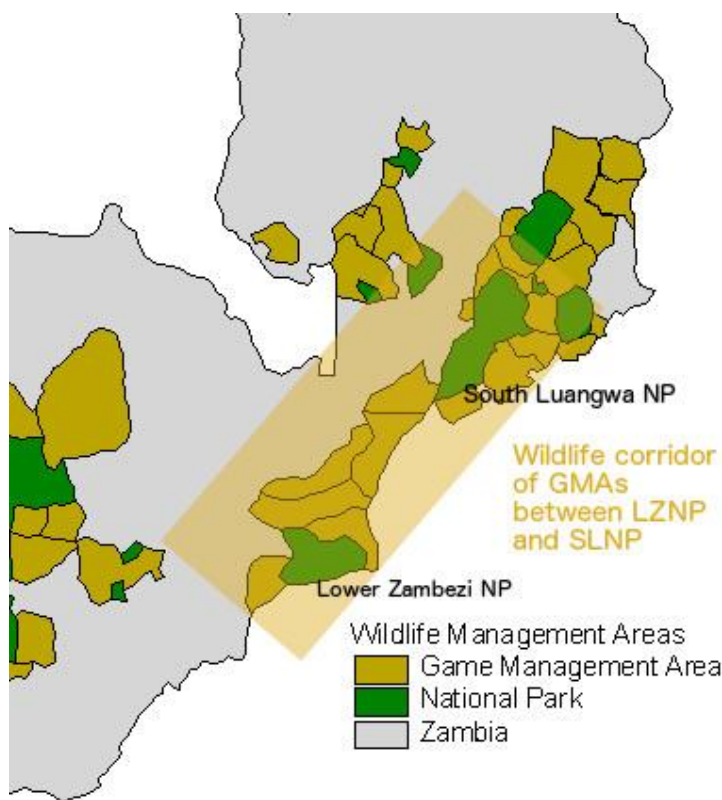 South Luangwa NP
Wildlife corridor
of GMAs
between LZNP
and SLNP
Lower Zambezi NP
Wildlife Management Areas
Game Management Area
National Park
Zambia